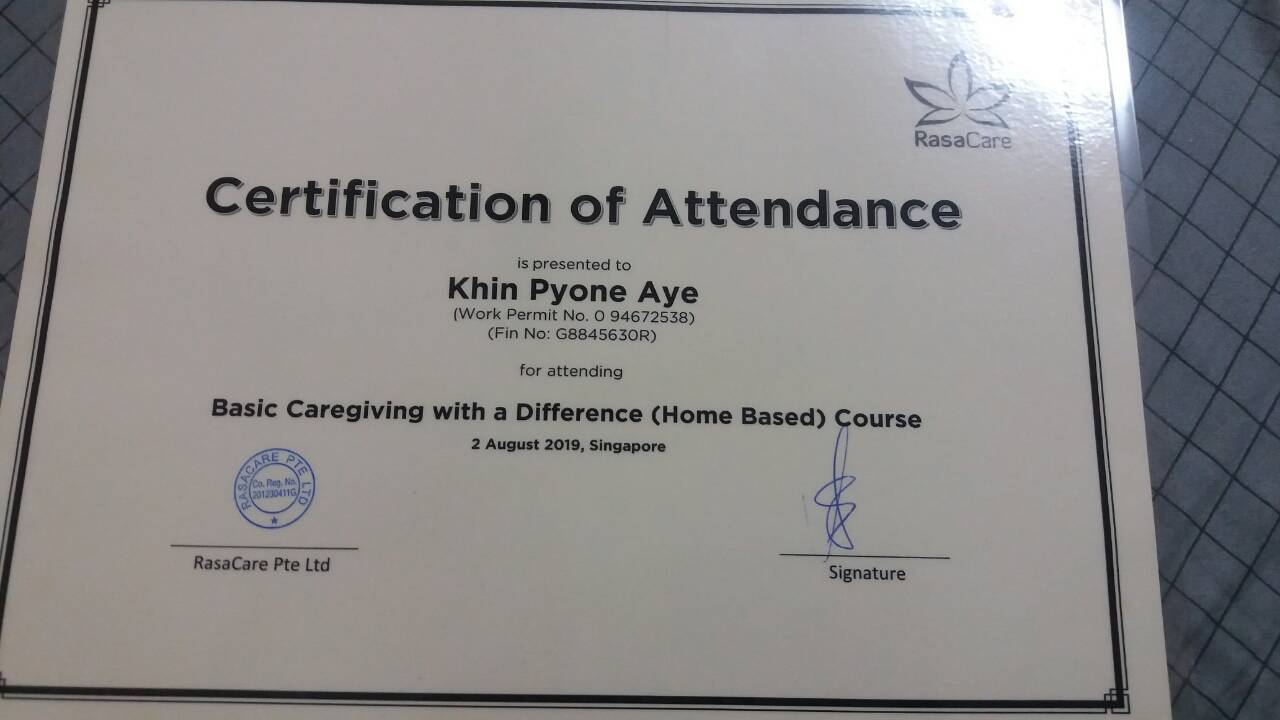 RasaCare
Certification of Attendance
is presented to
Khin Pyone Aye
(Work Permit No. 0 94672538)
(Fin No: G8845630R)
for attending
Basic Caregiving with a Difference (Home Based) Course
2 August 2019, Singapore
RASACARE PTE LTD
Co. Reg. No.
201230411G
RasaCare Pte Ltd
Signature